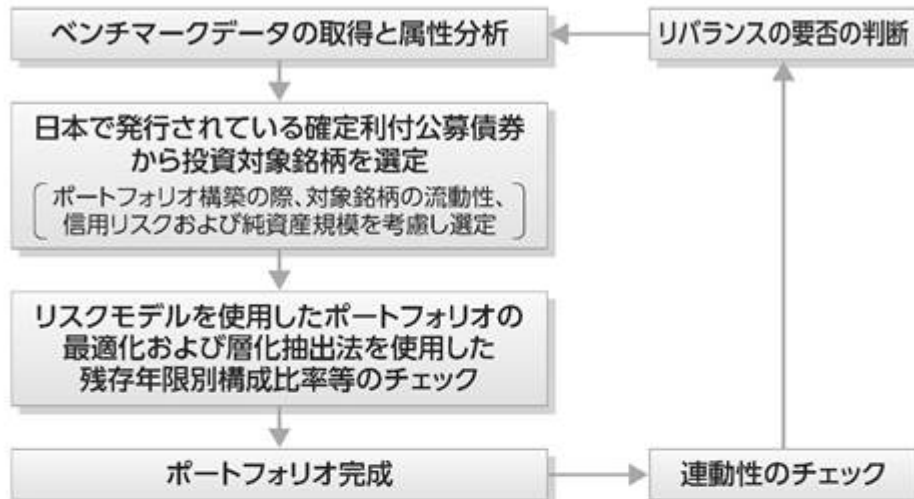 ベンチマークデータの取得と属性分析
リバランスの要否の判断
日本で発行されている確定利付公募債券
から投資対象銘柄を選定
ポートフォリオ構築の際、対象銘柄の流動性、
信用リスクおよび純資産規模を考慮し選定
リスクモデルを使用したポートフォリオの
最適化および層化抽出法を使用した
残存年限別構成比率等のチェック
ポートフォリオ完成
連動性のチェック